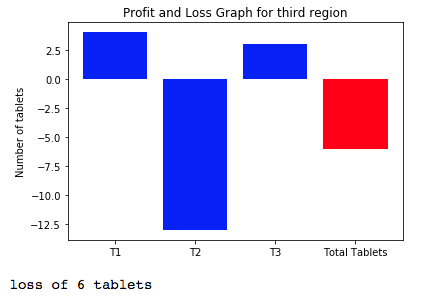 Profit and Loss Graph for third region
2.5
0.0
−2.5
−5.0
−7.5
−10.0
−12.5
Number of tablets
T1 T2 T3 Total Tablets
loss of 6 tablets